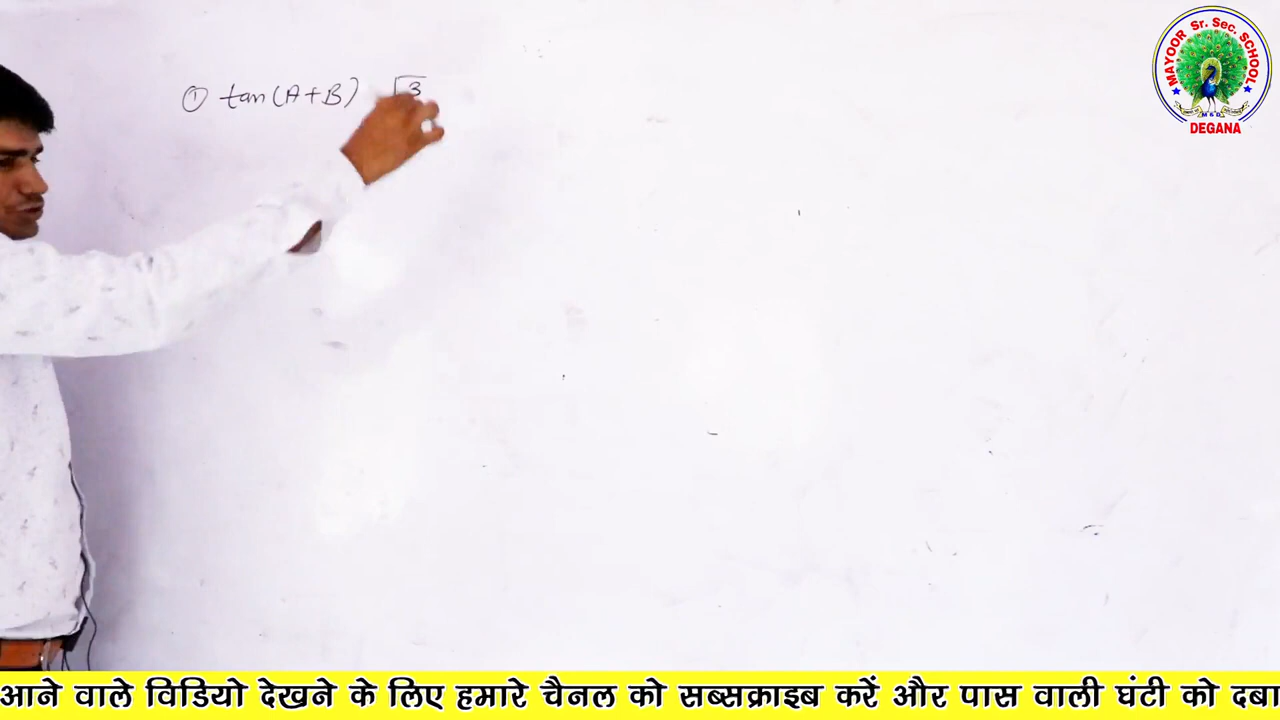 ① tan(A+B) √3
MAYOOR Sr. Sec. SCHOOL
DEGANA
आने वाले विडियो देखने के लिए हमारे चैनल को सब्सक्राइब करें और पास वाली घंटी को दबा